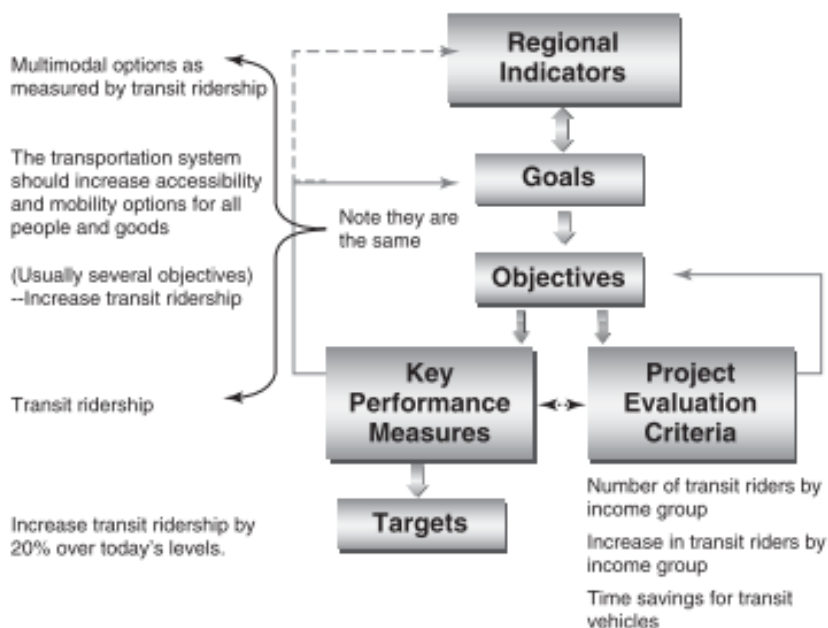 Regional
Indicators
Multimodal options as
measured by transit ridership
The transportation system
should increase accessibility
and mobility options for all
people and goods
Goals
Note they are
the same
(Usually several objectives)
--Increase transit ridership
Objectives
Transit ridership
Key
Performance
Measures
Project
Evaluation
Criteria
Increase transit ridership by
20% over today's levels.
Targets
Number of transit riders by
income group
Increase in transit riders by
income group
Time savings for transit
vehicles